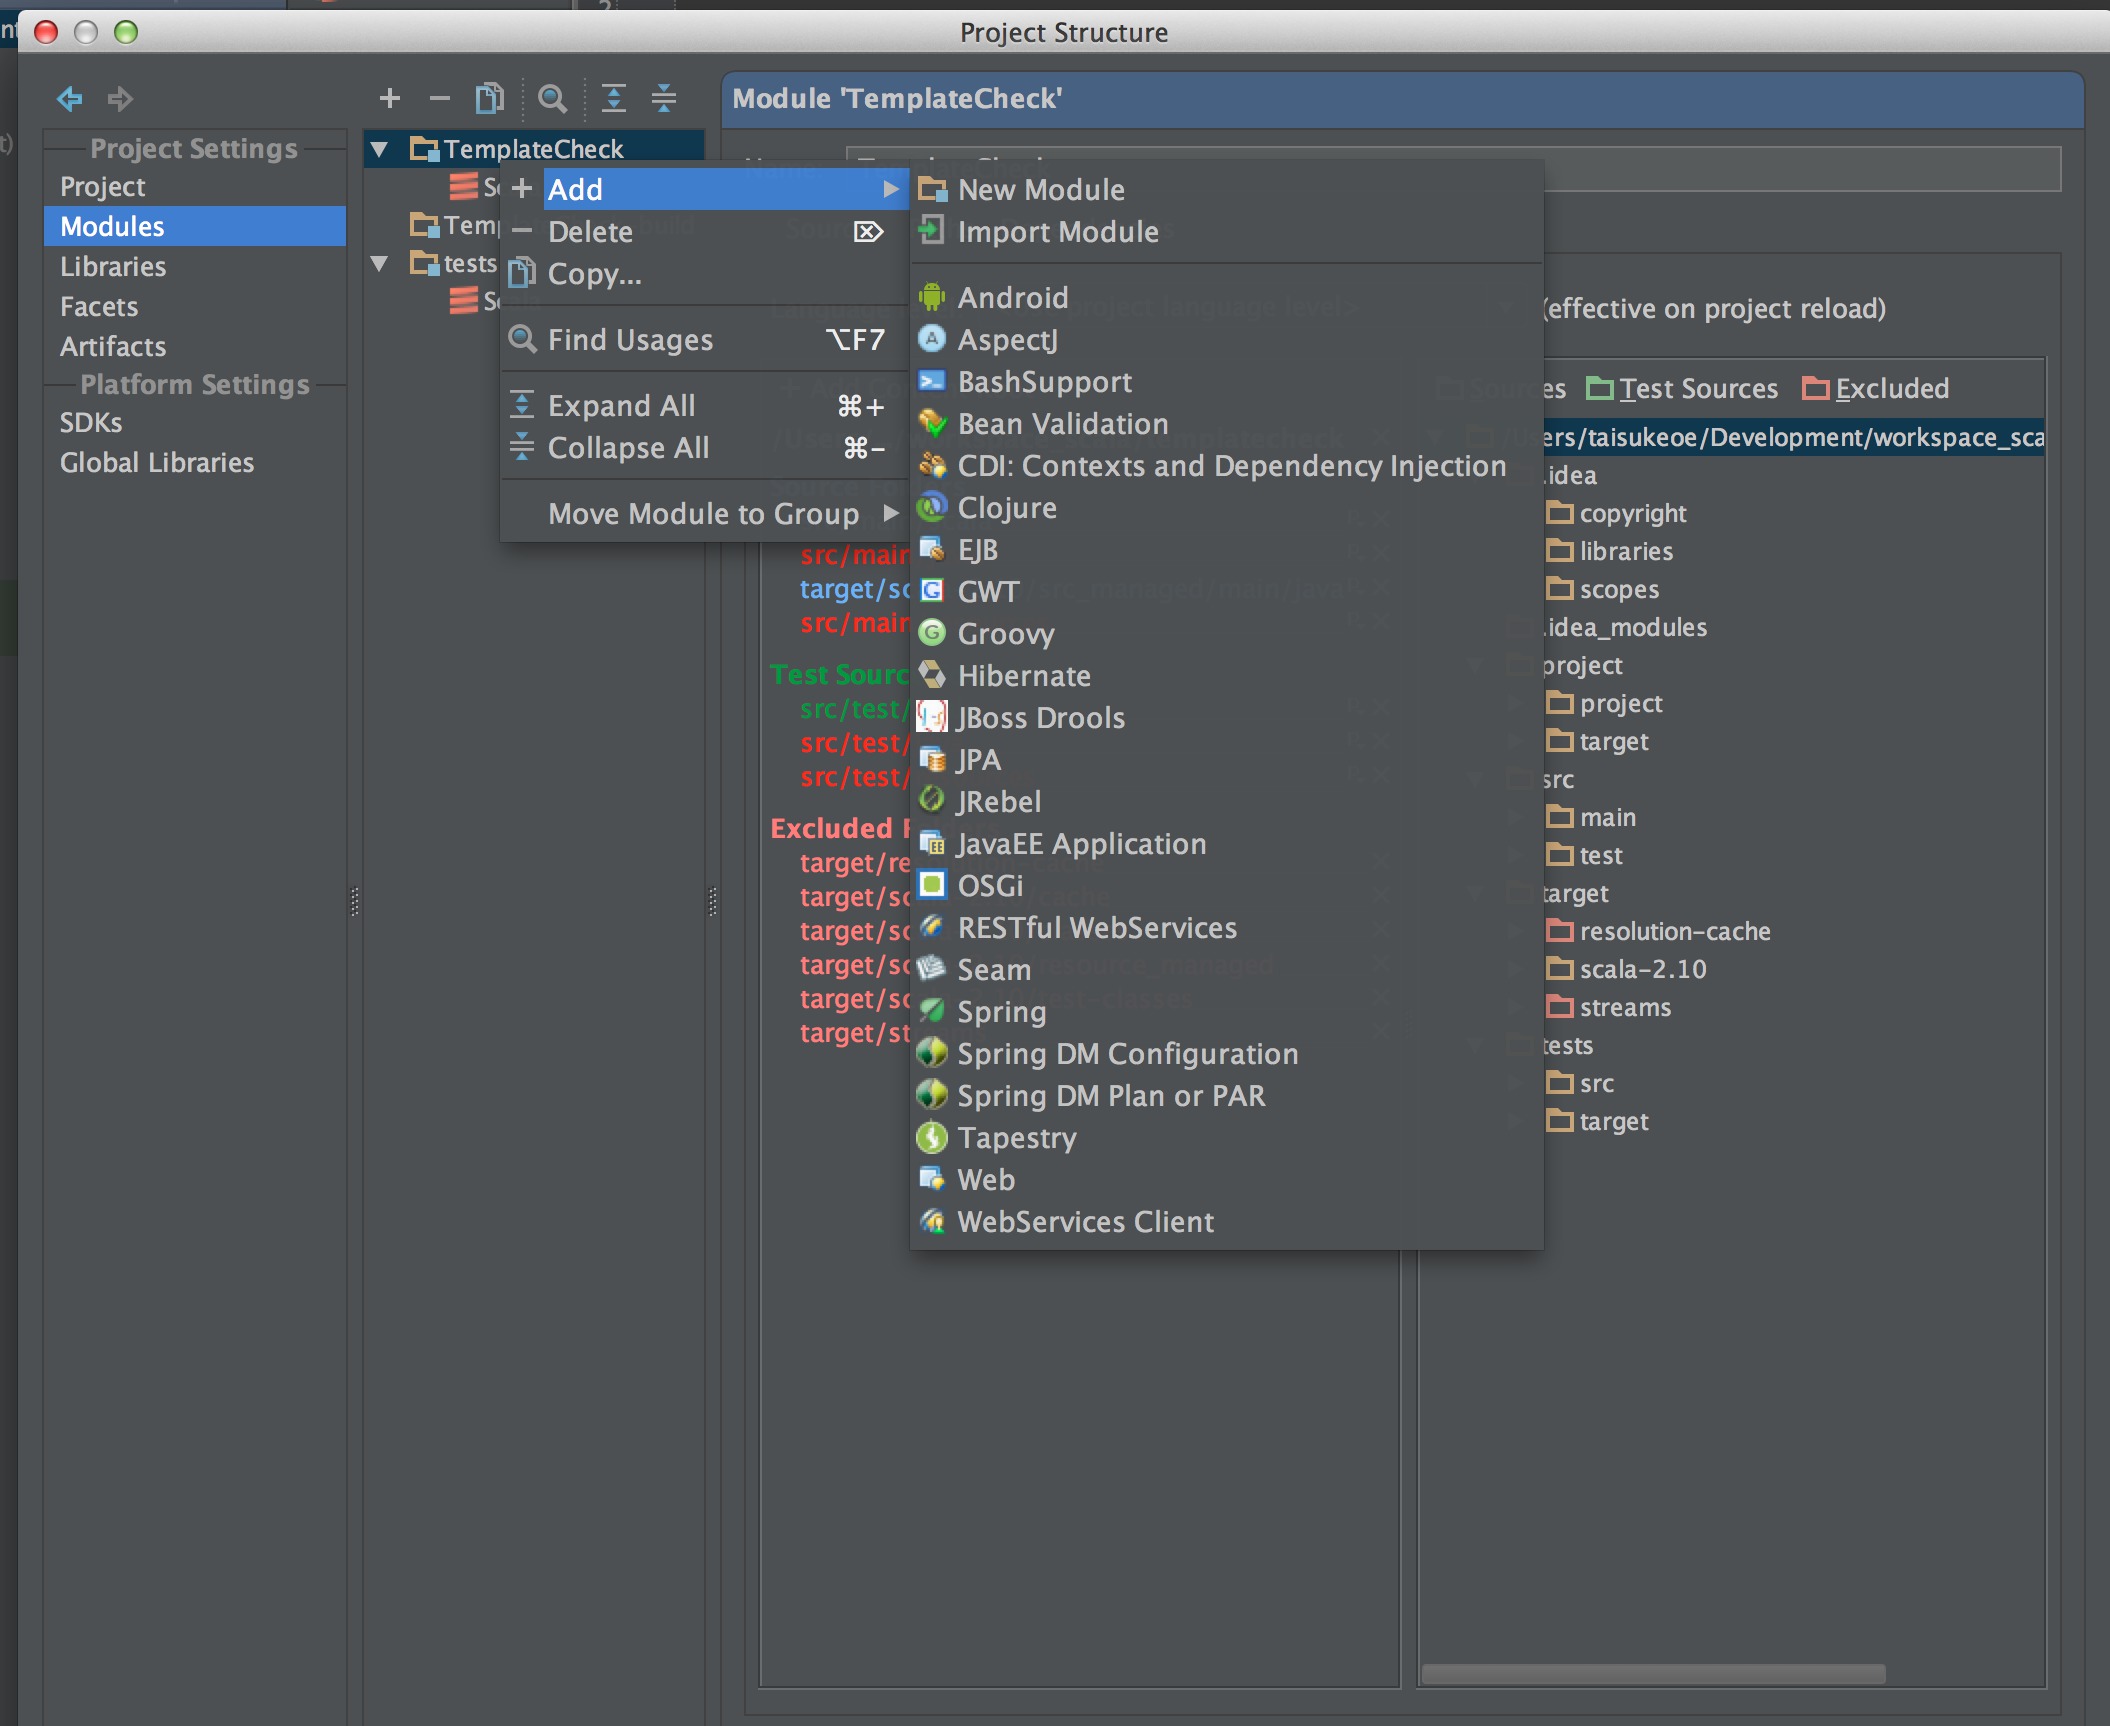 Project Structure
Module 'TemplateCheck'
Project Settings
Project
Modules
Libraries
Facets
Artifacts
Platform Settings
SDKs
Global Libraries
TemplateCheck
tests
Add
Delete
Copy...
Find Usages ⌥F7
Expand All ⌘+
Collapse All ⌘-
Move Module to Group
New Module
Import Module
Android
AspectJ
BashSupport
Bean Validation
CDI: Contexts and Dependency Injection
Clojure
EJB
GWT
Groovy
Hibernate
JBoss Drools
JPA
JRebel
JavaEE Application
OSGi
RESTful WebServices
Seam
Spring
Spring DM Configuration
Spring DM Plan or PAR
Tapestry
Web
WebServices Client
src/main
target/sc
src/main
Test Sourc
src/test/
src/test/
src/test/
Excluded F
target/re
target/sc
target/sc
target/sc
target/sc
target/st
(effective on project reload)
Sources Test Sources Excluded
/Users/taisukeoe/Development/workspace_sca
.idea
copyright
libraries
scopes
.idea_modules
project
project
target
src
main
test
target
resolution-cache
scala-2.10
streams
tests
src
target